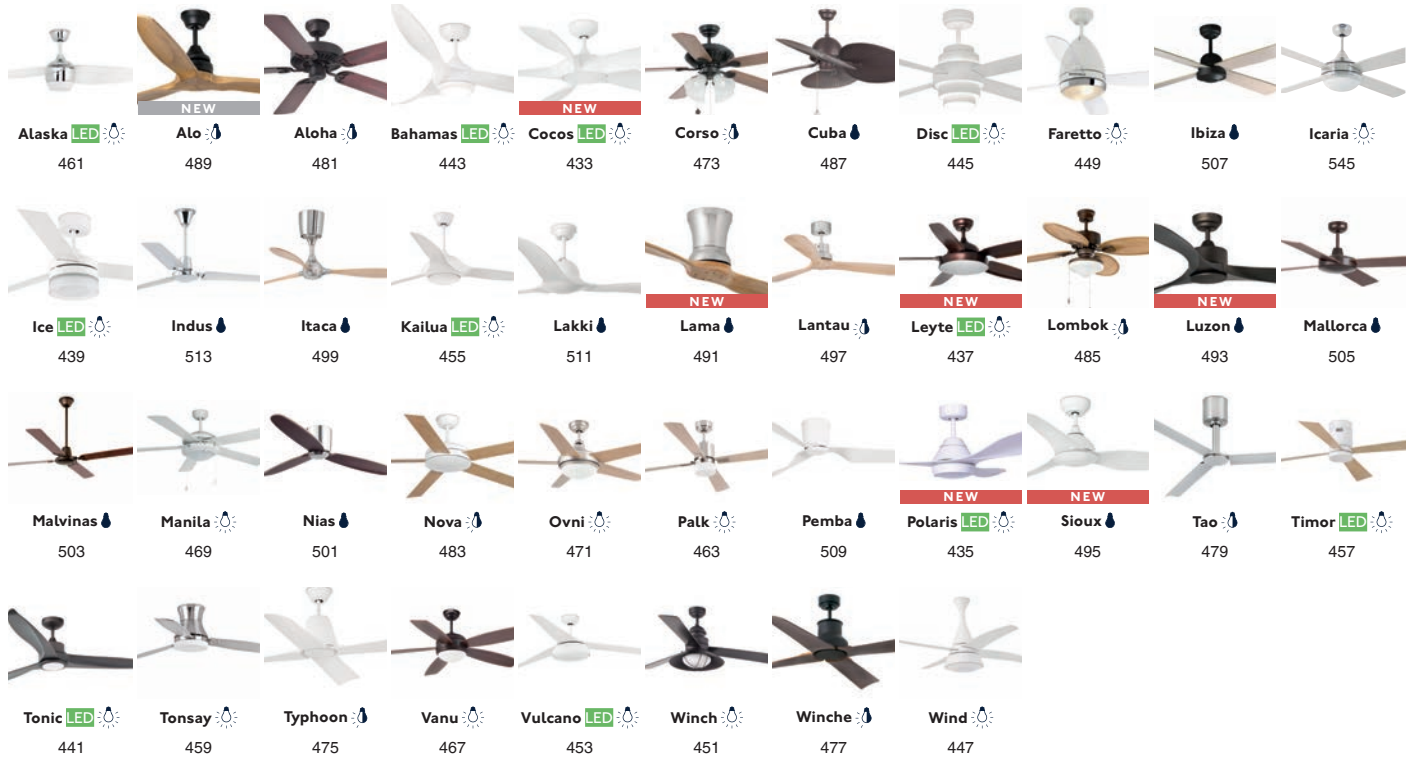 NEW NEW
Alaska LED Alo Aloha Bahamas LED Cocos LED Corso Cuba Disc LED Faretto Ibiza Icaria
461 489 481 443 433 473 487 445 449 507 545
NEW NEW NEW
Ice LED Indus Itaca Kailua LED Lakki Lama Lantau Leyte LED Lombok Luzon Mallorca
439 513 499 455 511 491 497 437 485 493 505
NEW NEW
Malvinas Manila Nias Nova Ovni Palk Pemba Polaris LED Sioux Tao Timor LED
503 469 501 483 471 463 509 435 495 479 457
Tonic LED Tonsay Typhoon Vanu Vulcano LED Winch Winche Wind
441 459 475 467 453 451 477 447